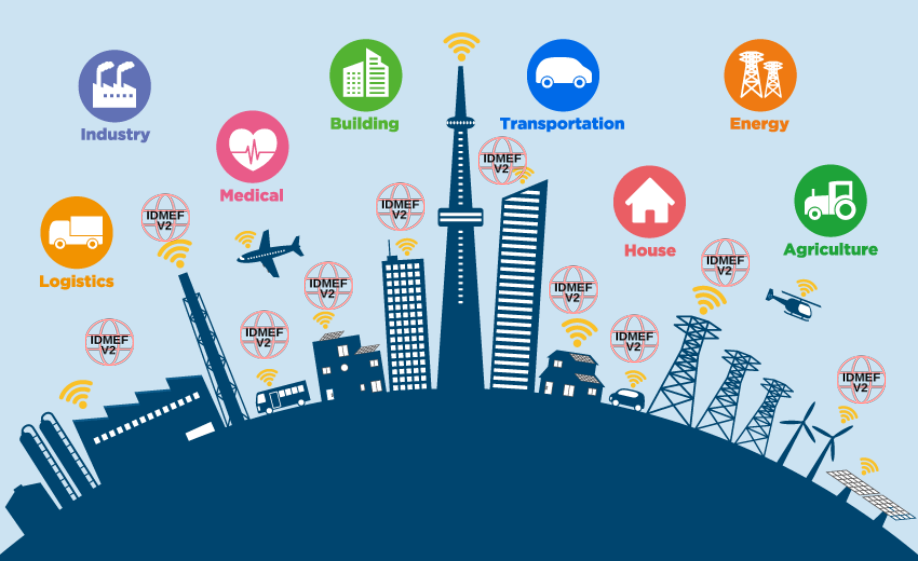 Industry
Medical
Building
Transportation
Energy
Logistics
House
Agriculture
IDMEF
V2
IDMEF
V2
IDMEF
V2
IDMEF
V2
IDMEF
V2
IDMEF
V2
IDMEF
V2
IDMEF
V2
IDMEF
V2
IDMEF
V2